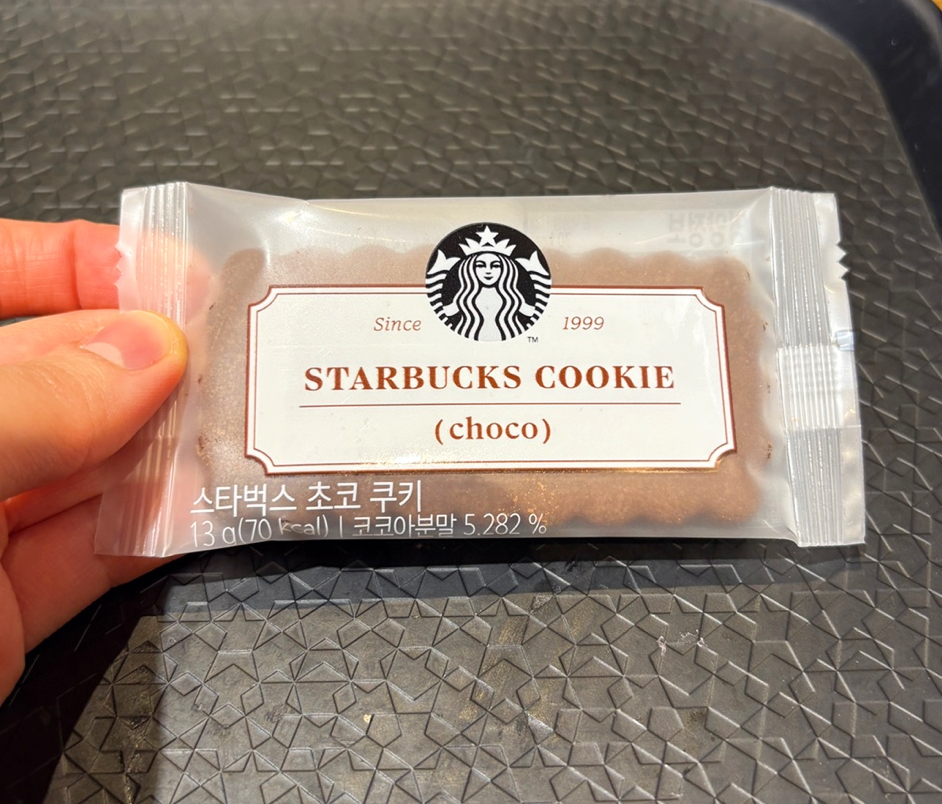 Since 1999
TM
STARBUCKS COOKIE
(choco)
스타벅스 초코 쿠키
13 g(70 kcal) | 코코아분말 5.282 %